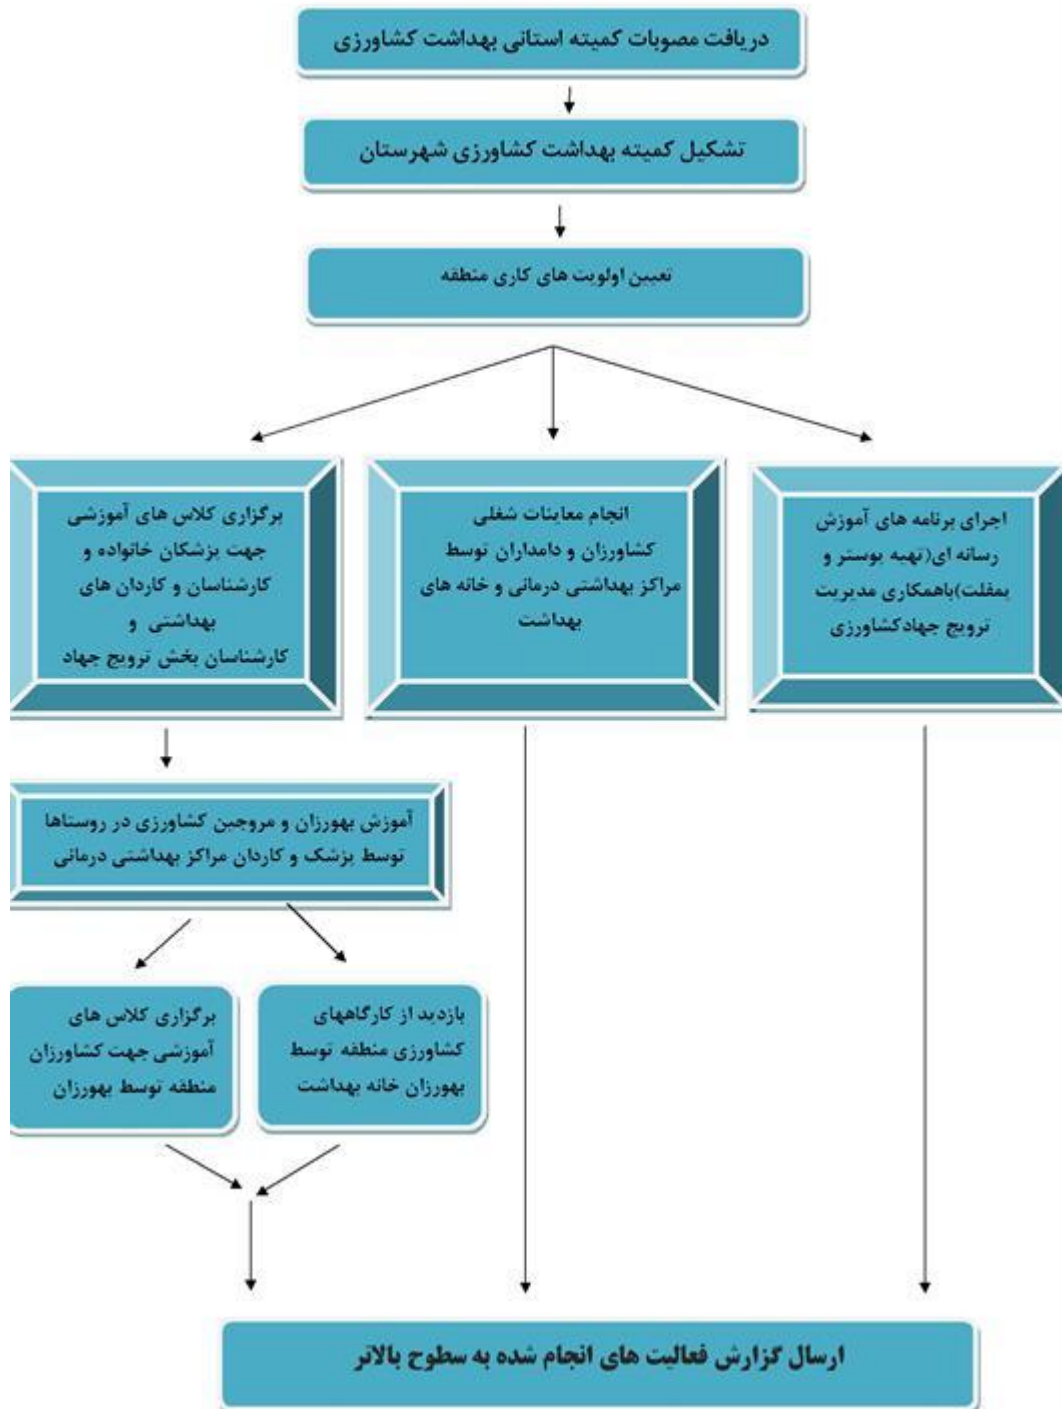 دریافت مصوبات کمیته استانی بهداشت کشاورزی
تشکیل کمیته بهداشت کشاورزی شهرستان
تعیین اولویت های کاری منطقه
اجرای برنامه های آموزش
رسانه ای(تهیه پوستر و
پمفلت)باهمکاری مدیریت
ترویج جهادکشاورزی
انجام معاینات شغلی
کشاورزان و دامداران توسط
مراکز بهداشتی درمانی و خانه های
بهداشت
برگزاری کلاس های آموزشی
جهت پزشکان خانواده و
کارشناسان و کاردان های
بهداشتی و
کارشناسان بخش ترویج جهاد
آموزش بهورزان و مروجین کشاورزی در روستاها
توسط پزشک و کاردان مراکز بهداشتی درمانی
بازدید از کارگاههای
کشاورزی منطقه توسط
بهورزان خانه بهداشت
برگزاری کلاس های
آموزشی جهت کشاورزان
منطقه توسط بهورزان
ارسال گزارش فعالیت های انجام شده به سطوح بالاتر